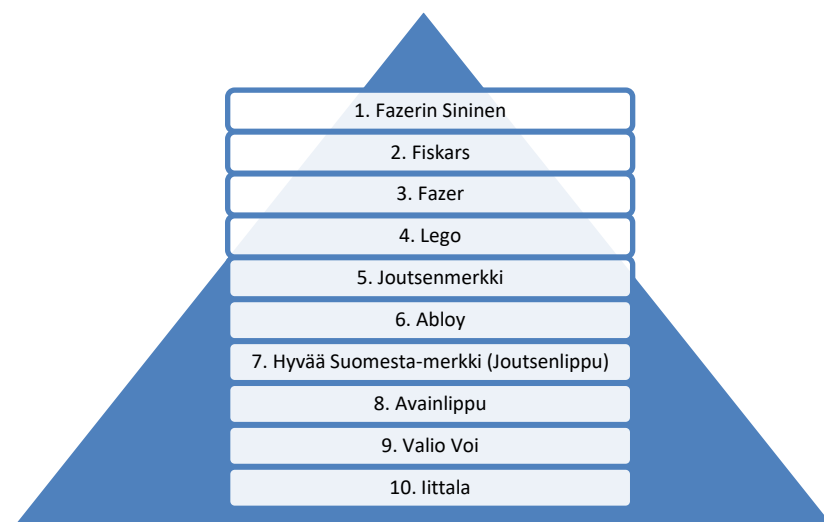 1. Fazerin Sininen
2. Fiskars
3. Fazer
4. Lego
5. Joutsenmerkki
6. Abloy
7. Hyvää Suomesta-merkki (Joutsenlippu)
8. Avainlippu
9. Valio Voi
10. Iittala